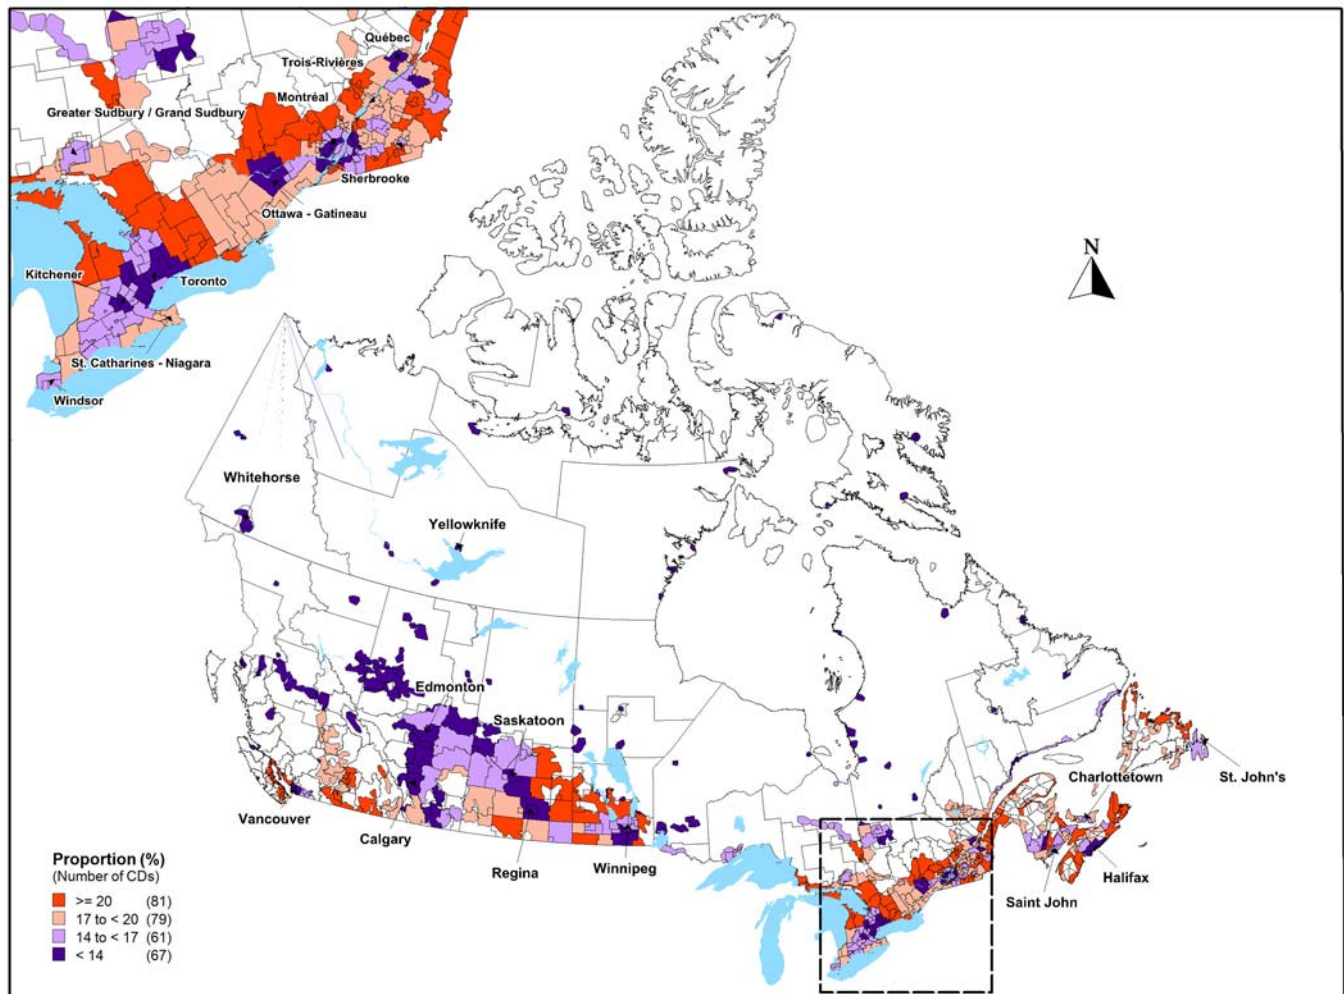 Québec
Trois-Rivières
Montréal
Greater Sudbury / Grand Sudbury
Sherbrooke
Ottawa - Gatineau
Kitchener
Toronto
St. Catharines - Niagara
Windsor
N
Whitehorse
Yellowknife
Edmonton
Saskatoon
Vancouver
Calgary
Regina
Winnipeg
Charlottetown
St. John's
Halifax
Saint John
Proportion (%)
(Number of CDs)
>= 20 (81)
17 to < 20 (79)
14 to < 17 (61)
< 14 (67)